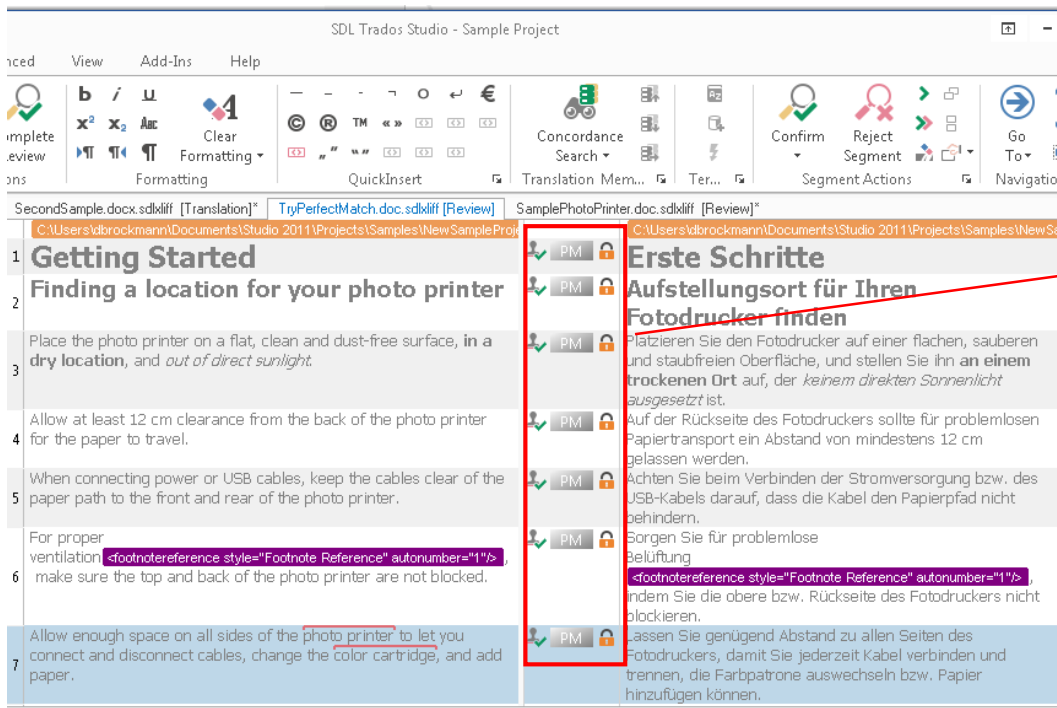 SDL Trados Studio - Sample Project
View Add-Ins Help
b i u € 
x² x₂ ABC © ® TM « »
Clear
Formatting
Concordance
Search
Confirm
Reject
Segment
Go
To
Formatting QuickInsert Translation Mem... Ter... Segment Actions
SecondSample.docx.sdlxliff [Translation]* TryPerfectMatch.doc.sdlxliff [Review] SamplePhotoPrinter.doc.sdlxliff [Review]*
C:\Users\dbrockmann\Documents\Studio 2011\Projects\Samples\NewSampleProje
C:\Users\dbrockmann\Documents\Studio 2011\Projects\Samples\NewSa
1 Getting Started
PM
Erste Schritte
2 Finding a location for your photo printer
PM
Aufstellungsort für Ihren
Fotodrucker finden
3 Place the photo printer on a flat, clean and dust-free surface, in a
dry location, and out of direct sunlight.
PM
Platzieren Sie den Fotodrucker auf einer flachen, sauberen
und staubfreien Oberfläche, und stellen Sie ihn an einem
trockenen Ort auf, der keinem direkten Sonnenlicht
ausgesetzt ist.
4 Allow at least 12 cm clearance from the back of the photo printer
for the paper to travel.
PM
Auf der Rückseite des Fotodruckers sollte für problemlosen
Papiertransport ein Abstand von mindestens 12 cm
gelassen werden.
5 When connecting power or USB cables, keep the cables clear of the
paper path to the front and rear of the photo printer.
PM
Achten Sie beim Verbinden der Stromversorgung bzw. des
USB-Kabels darauf, dass die Kabel den Papierpfad nicht
behindern.
6 For proper
ventilation <footnotereference style="Footnote Reference" autonumber="1"/> ,
make sure the top and back of the photo printer are not blocked.
PM
Sorgen Sie für problemlose
Belüftung
<footnotereference style="Footnote Reference" autonumber="1"/> ,
indem Sie die obere bzw. Rückseite des Fotodruckers nicht
blockieren.
7 Allow enough space on all sides of the photo printer to let you
connect and disconnect cables, change the color cartridge, and add
paper.
PM
Lassen Sie genügend Abstand zu allen Seiten des
Fotodruckers, damit Sie jederzeit Kabel verbinden und
trennen, die Farbpatrone auswechseln bzw. Papier
hinzufügen können.